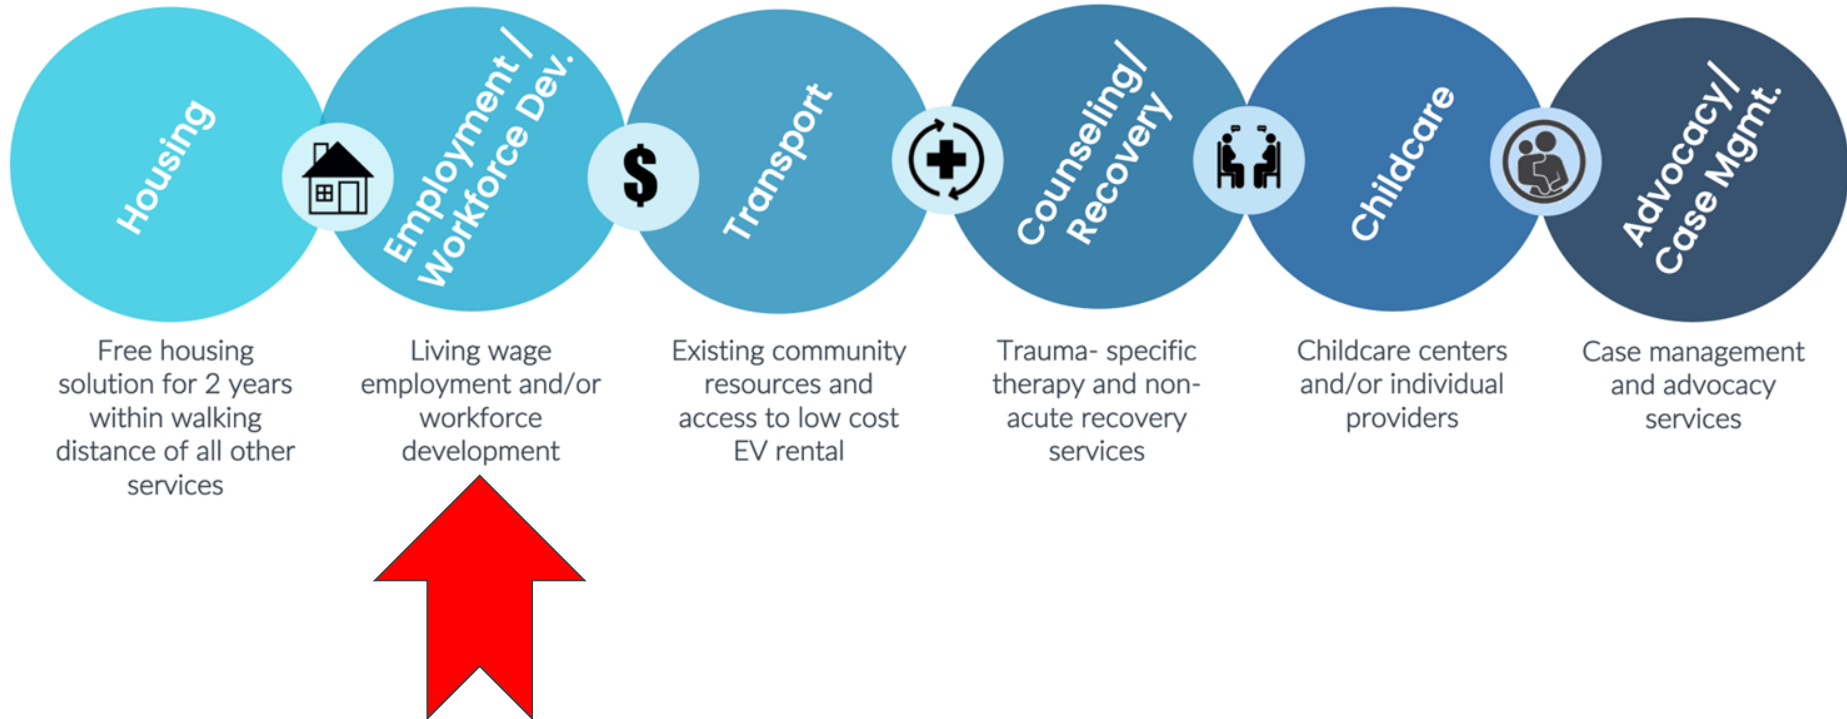 Housing
Employment /
Workforce Dev.
$
Transport
Counseling/
Recovery
Childcare
Advocacy/
Case Mgmt.
Free housing
solution for 2 years
within walking
distance of all other
services
Living wage
employment and/or
workforce
development
Existing community
resources and
access to low cost
EV rental
Trauma- specific
therapy and non-
acute recovery
services
Childcare centers
and/or individual
providers
Case management
and advocacy
services